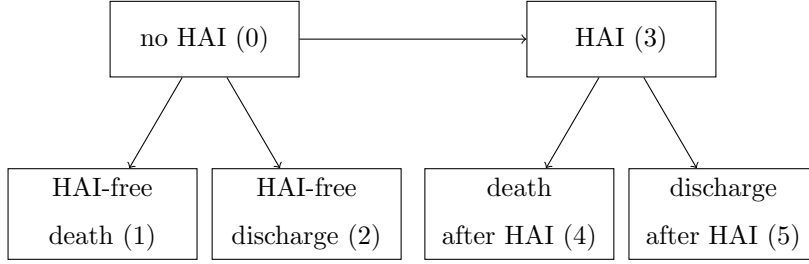 no HAI (0)
HAI (3)
HAI-free
death (1)
HAI-free
discharge (2)
death
after HAI (4)
discharge
after HAI (5)